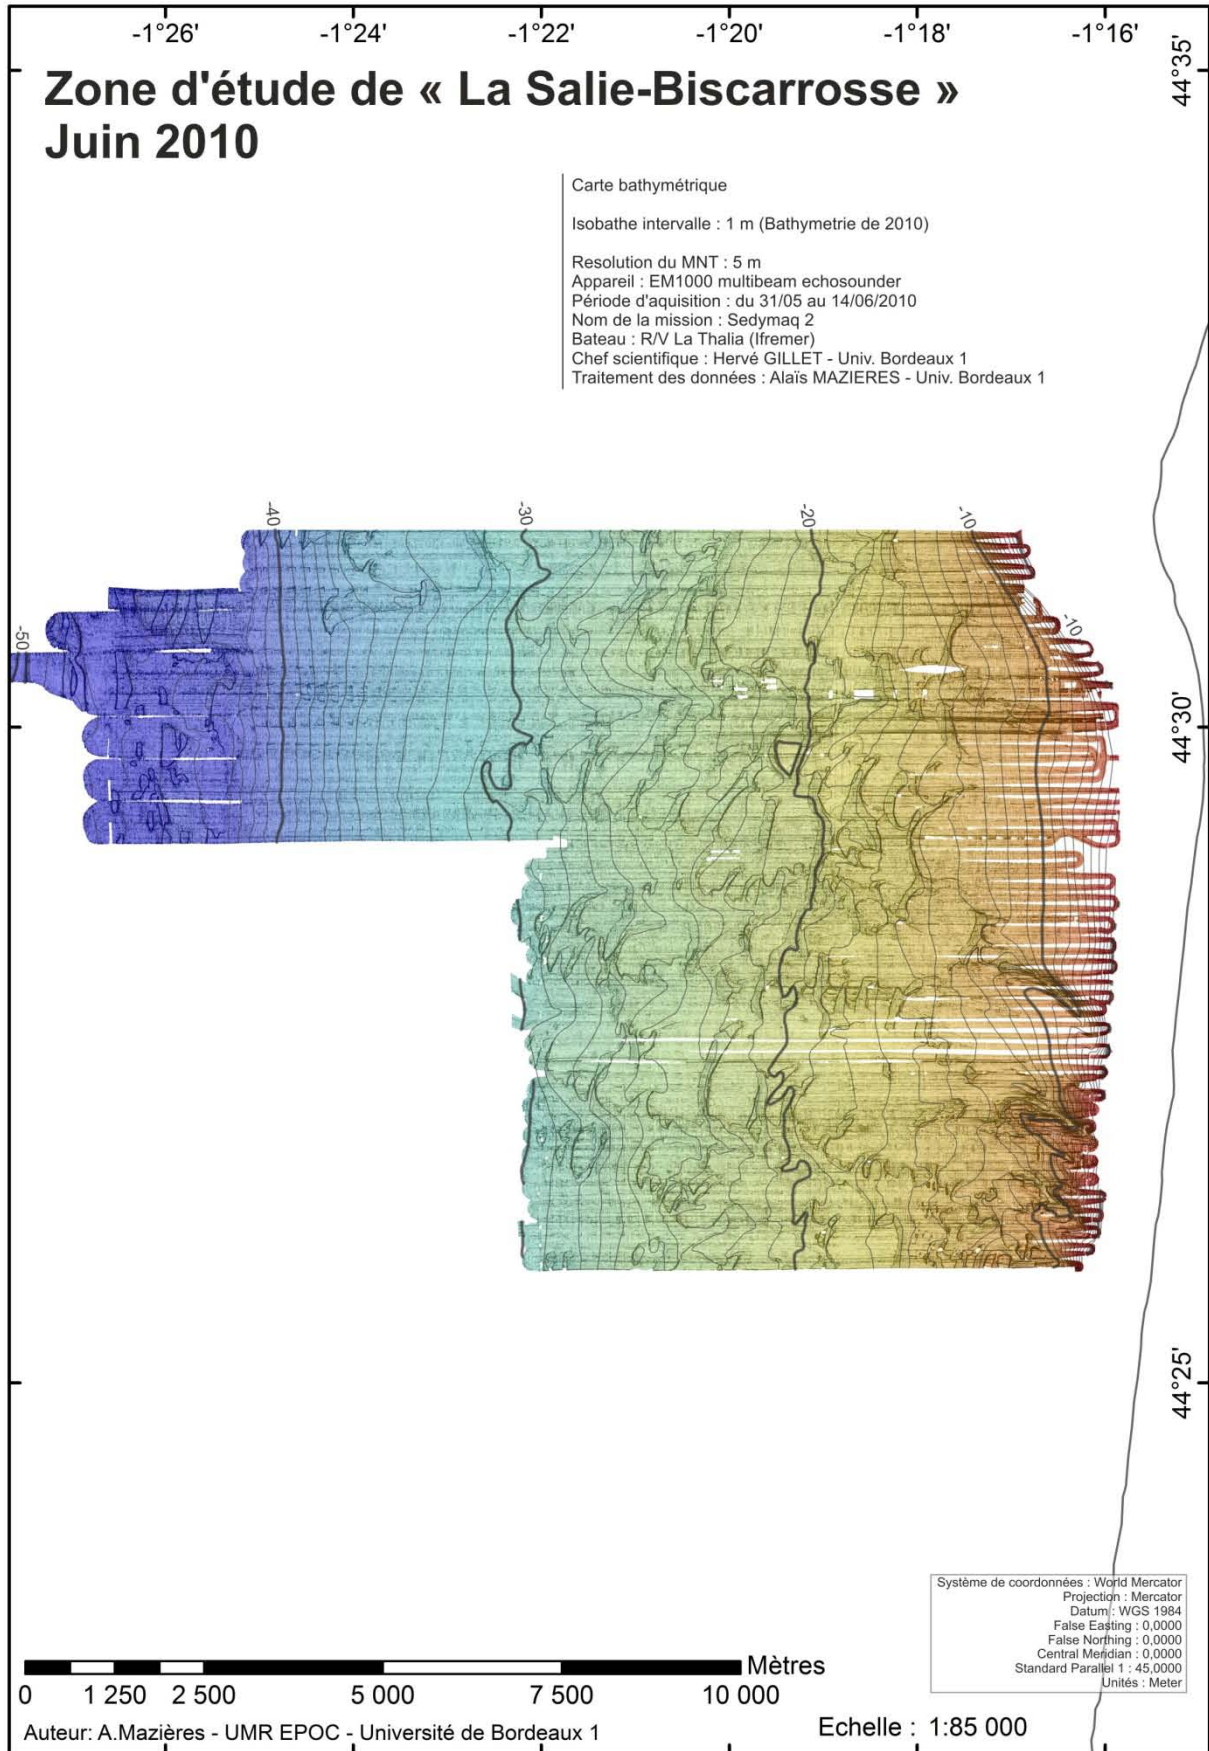 -1°26' -1°24' -1°22' -1°20' -1°18' -1°16'
44°35'
Zone d'étude de « La Salie-Biscarrosse »
Juin 2010
Carte bathymétrique
Isobathe intervalle : 1 m (Bathymetrie de 2010)
Resolution du MNT : 5 m
Appareil : EM1000 multibeam echosounder
Période d'aquisition : du 31/05 au 14/06/2010
Nom de la mission : Sedymaq 2
Bateau : R/V La Thalia (Ifremer)
Chef scientifique : Hervé GILLET - Univ. Bordeaux 1
Traitement des données : Alaïs MAZIERES - Univ. Bordeaux 1
-40 -30 -20 -10
-10
-50
44°30'
44°25'
Système de coordonnées : World Mercator
Projection : Mercator
Datum : WGS 1984
False Easting : 0,0000
False Northing : 0,0000
Central Meridian : 0,0000
Standard Parallel 1 : 45,0000
Unités : Meter
Mètres
0 1 250 2 500 5 000 7 500 10 000
Auteur: A.Mazières - UMR EPOC - Université de Bordeaux 1
Echelle : 1:85 000